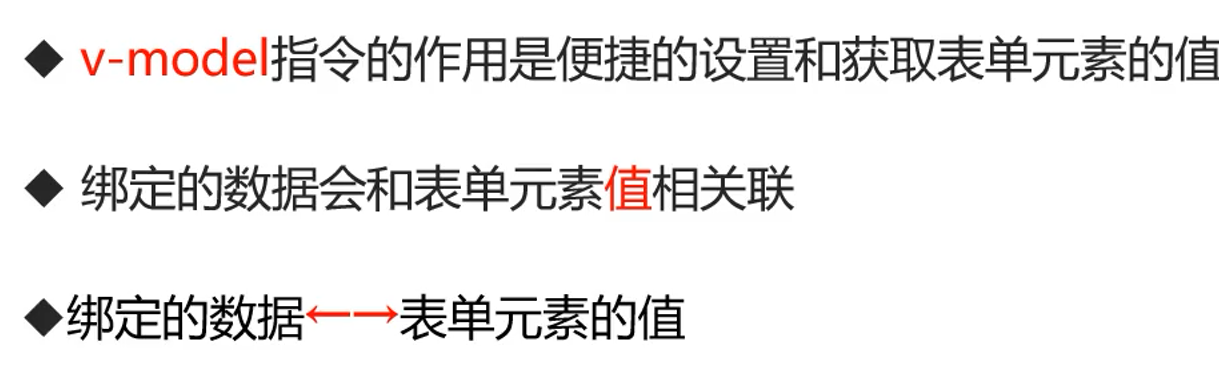 ◆ v-model指令的作用是便捷的设置和获取表单元素的值
◆ 绑定的数据会和表单元素值相关联
◆绑定的数据←→表单元素的值